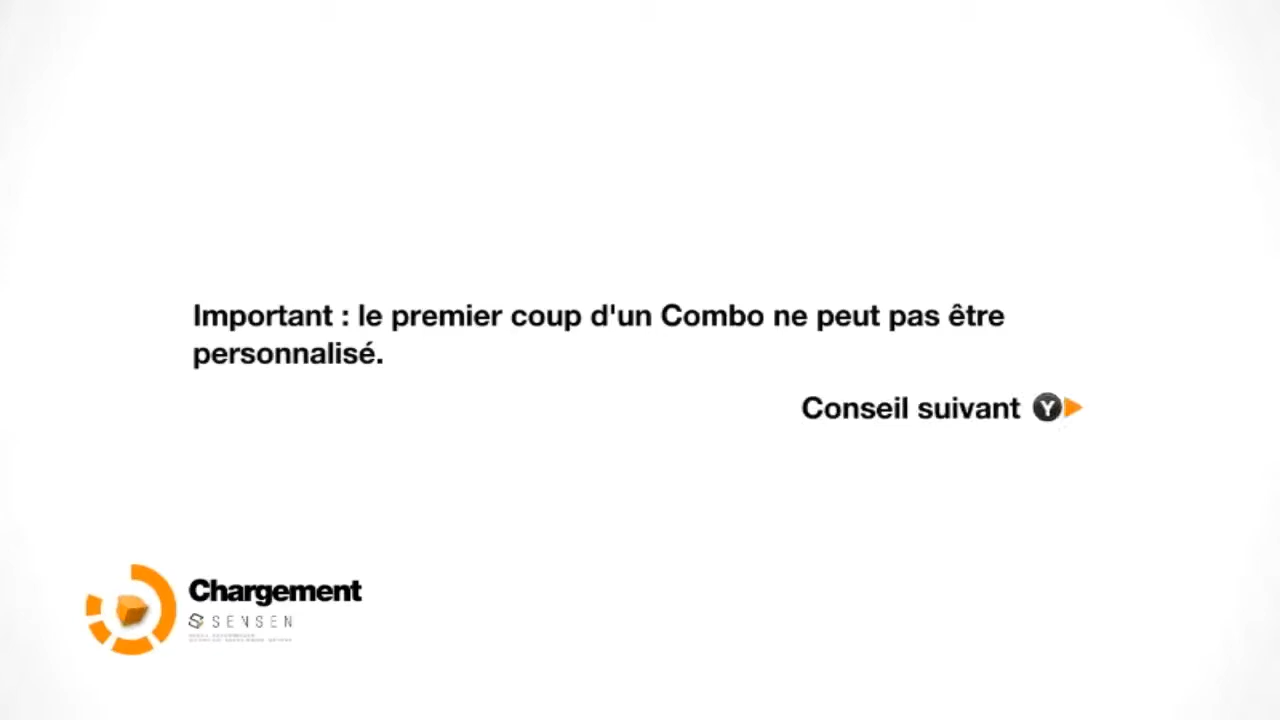 Important : le premier coup d'un Combo ne peut pas être
personnalisé.
Conseil suivant Y
Chargement
SENSEN